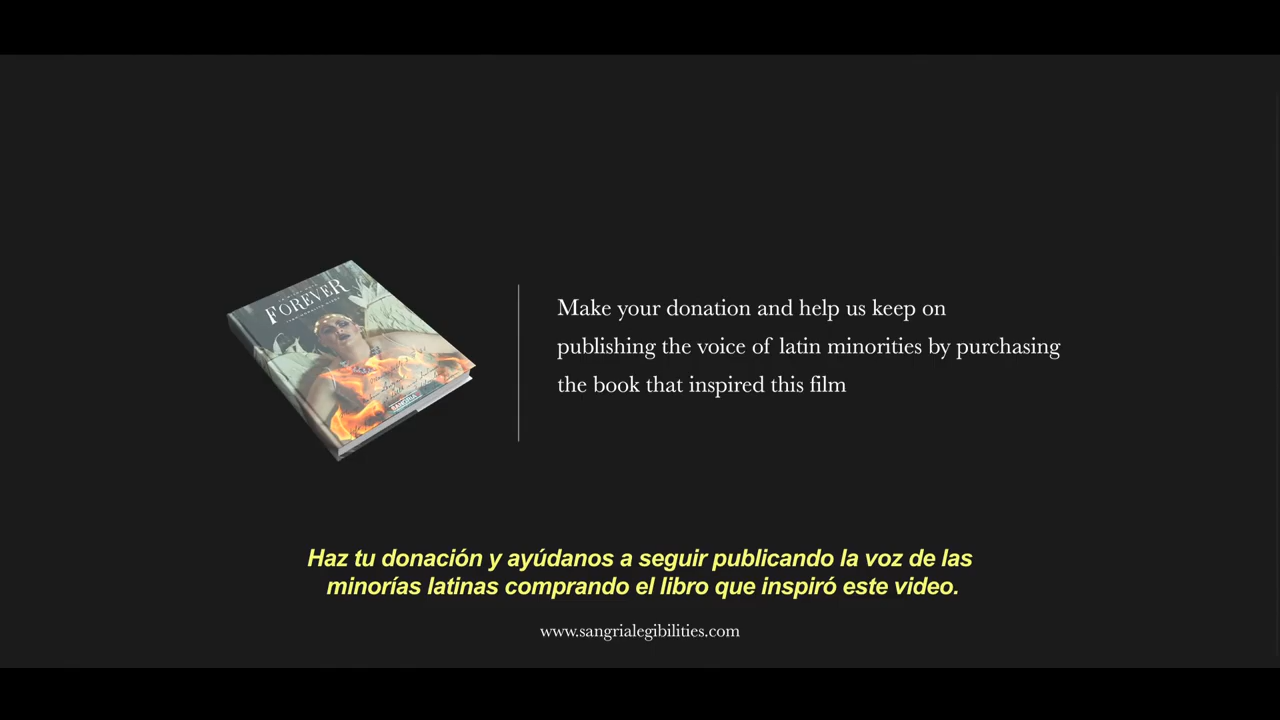 FOREVER
SANGRIA
Make your donation and help us keep on
publishing the voice of latin minorities by purchasing
the book that inspired this film
Haz tu donación y ayúdanos a seguir publicando la voz de las
minorías latinas comprando el libro que inspiró este video.
www.sangrialegibilities.com